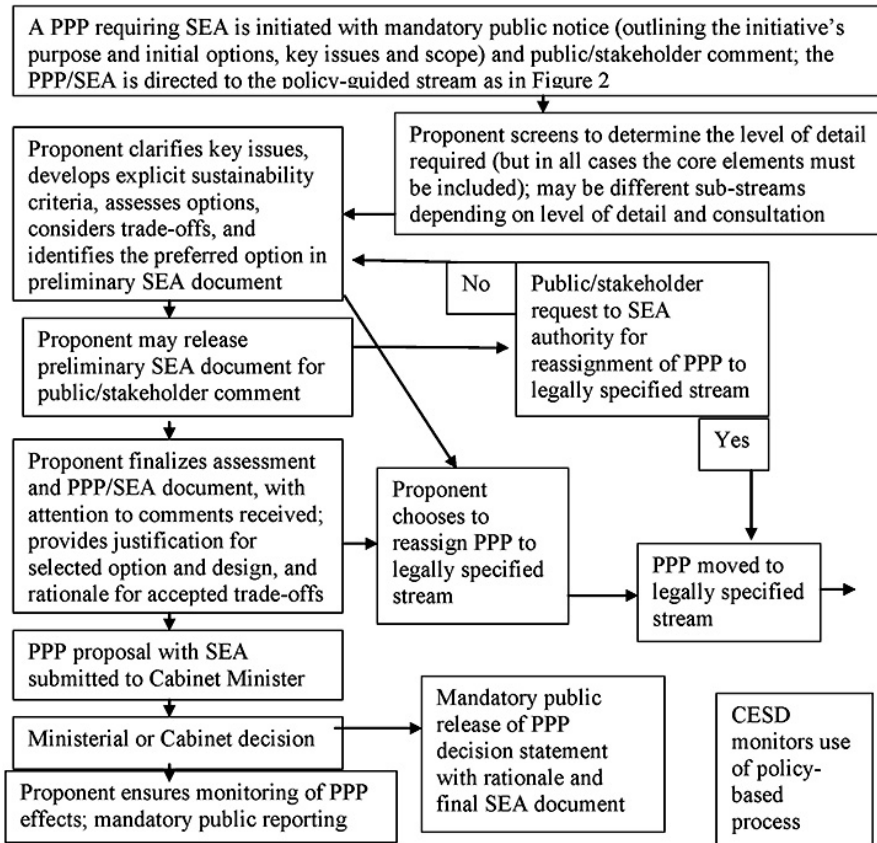 A PPP requiring SEA is initiated with mandatory public notice (outlining the initiative's
purpose and initial options, key issues and scope) and public/stakeholder comment; the
PPP/SEA is directed to the policy-guided stream as in Figure 2
Proponent screens to determine the level of detail
required (but in all cases the core elements must
be included); may be different sub-streams
depending on level of detail and consultation
Proponent clarifies key issues,
develops explicit sustainability
criteria, assesses options,
considers trade-offs, and
identifies the preferred option in
preliminary SEA document
No
Public/stakeholder
request to SEA
authority for
reassignment of PPP to
legally specified stream
Proponent may release
preliminary SEA document for
public/stakeholder comment
Yes
Proponent finalizes assessment
and PPP/SEA document, with
attention to comments received;
provides justification for
selected option and design, and
rationale for accepted trade-offs
Proponent
chooses to
reassign PPP to
legally specified
stream
PPP moved to
legally specified
stream
PPP proposal with SEA
submitted to Cabinet Minister
Ministerial or Cabinet decision
Mandatory public
release of PPP
decision statement
with rationale and
final SEA document
CESD
monitors use
of policy-
based
process
Proponent ensures monitoring of PPP
effects; mandatory public reporting